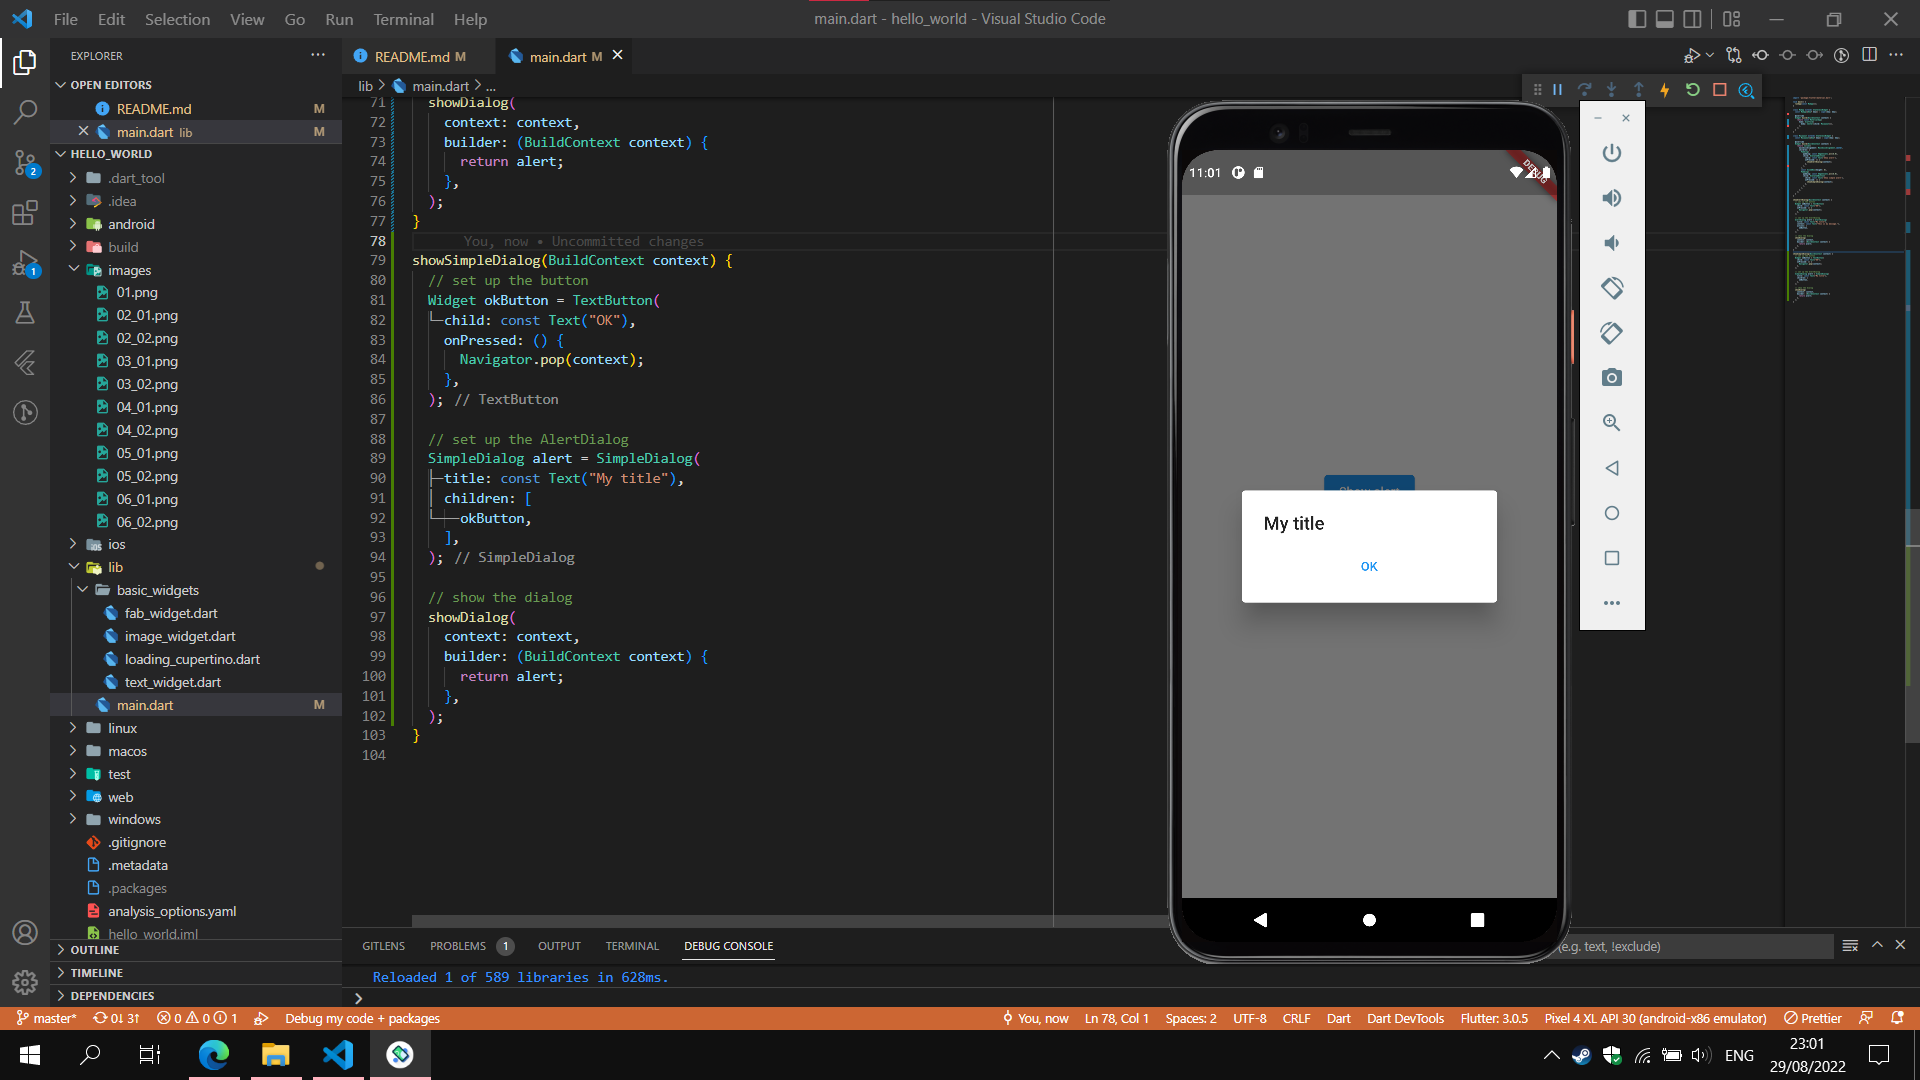 File Edit Selection View Go Run Terminal Help
main.dart - hello_world - Visual Studio Code
EXPLORER
OPEN EDITORS
README.md M
main.dart lib M
HELLO_WORLD
.dart_tool
.idea
android
build
images
01.png
02_01.png
02_02.png
03_01.png
03_02.png
04_01.png
04_02.png
05_01.png
05_02.png
06_01.png
06_02.png
ios
lib
basic_widgets
fab_widget.dart
image_widget.dart
loading_cupertino.dart
text_widget.dart
main.dart M
linux
macos
test
web
windows
.gitignore
.metadata
.packages
analysis_options.yaml
hello_world.iml
OUTLINE
TIMELINE
DEPENDENCIES
2
1
README.md M
main.dart M
lib > main.dart > ...
71 showDialog(
72 context: context,
73 builder: (BuildContext context) {
74 return alert;
75 },
76 );
77 }
78 You, now • Uncommitted changes
79 showSimpleDialog(BuildContext context) {
80 // set up the button
81 Widget okButton = TextButton(
82 child: const Text("OK"),
83 onPressed: () {
84 Navigator.pop(context);
85 },
86 ); // TextButton
87
88 // set up the AlertDialog
89 SimpleDialog alert = SimpleDialog(
90 title: const Text("My title"),
91 children: [
92 okButton,
93 ],
94 ); // SimpleDialog
95
96 // show the dialog
97 showDialog(
98 context: context,
99 builder: (BuildContext context) {
100 return alert;
101 },
102 );
103 }
104
11:01
DEBUG
My title
OK
GITLENS PROBLEMS 1 OUTPUT TERMINAL DEBUG CONSOLE
(e.g. text, !exclude)
Reloaded 1 of 589 libraries in 628ms.
master* 0↓ 3↑ 0 0 1 Debug my code + packages
You, now Ln 78, Col 1 Spaces: 2 UTF-8 CRLF Dart Dart DevTools Flutter: 3.0.5 Pixel 4 XL API 30 (android-x86 emulator) Prettier
ENG
23:01
29/08/2022